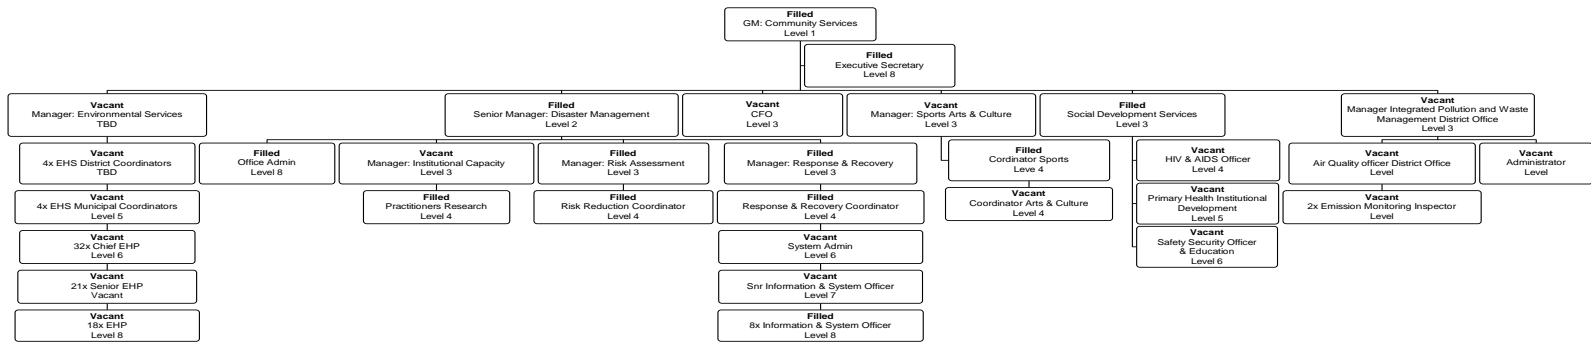 Filled
GM: Community Services
Level 1
Filled
Executive Secretary
Level 8
Vacant
Manager: Environmental Services
TBD
Filled
Senior Manager: Disaster Management
Level 2
Vacant
CFO
Level 3
Vacant
Manager: Sports Arts & Culture
Level 3
Filled
Social Development Services
Level 3
Vacant
Manager Integrated Pollution and Waste
Management District Office
Level 3
Vacant
4x EHS District Coordinators
TBD
Filled
Office Admin
Level 8
Vacant
Manager: Institutional Capacity
Level 3
Filled
Manager: Risk Assessment
Level 3
Filled
Manager: Response & Recovery
Level 3
Filled
Cordinator Sports
Leve 4
Vacant
HIV & AIDS Officer
Level 4
Vacant
Air Quality officer District Office
Level
Vacant
Administrator
Level
Vacant
4x EHS Municipal Coordinators
Level 5
Filled
Practitioners Research
Level 4
Filled
Risk Reduction Coordinator
Level 4
Filled
Response & Recovery Coordinator
Level 4
Vacant
Coordinator Arts & Culture
Level 4
Vacant
Primary Health Institutional
Development
Level 5
Vacant
2x Emission Monitoring Inspector
Level
Vacant
32x Chief EHP
Level 6
Vacant
System Admin
Level 6
Vacant
Safety Security Officer
& Education
Level 6
Vacant
21x Senior EHP
Vacant
Vacant
Snr Information & System Officer
Level 7
Vacant
18x EHP
Level 8
Filled
8x Information & System Officer
Level 8